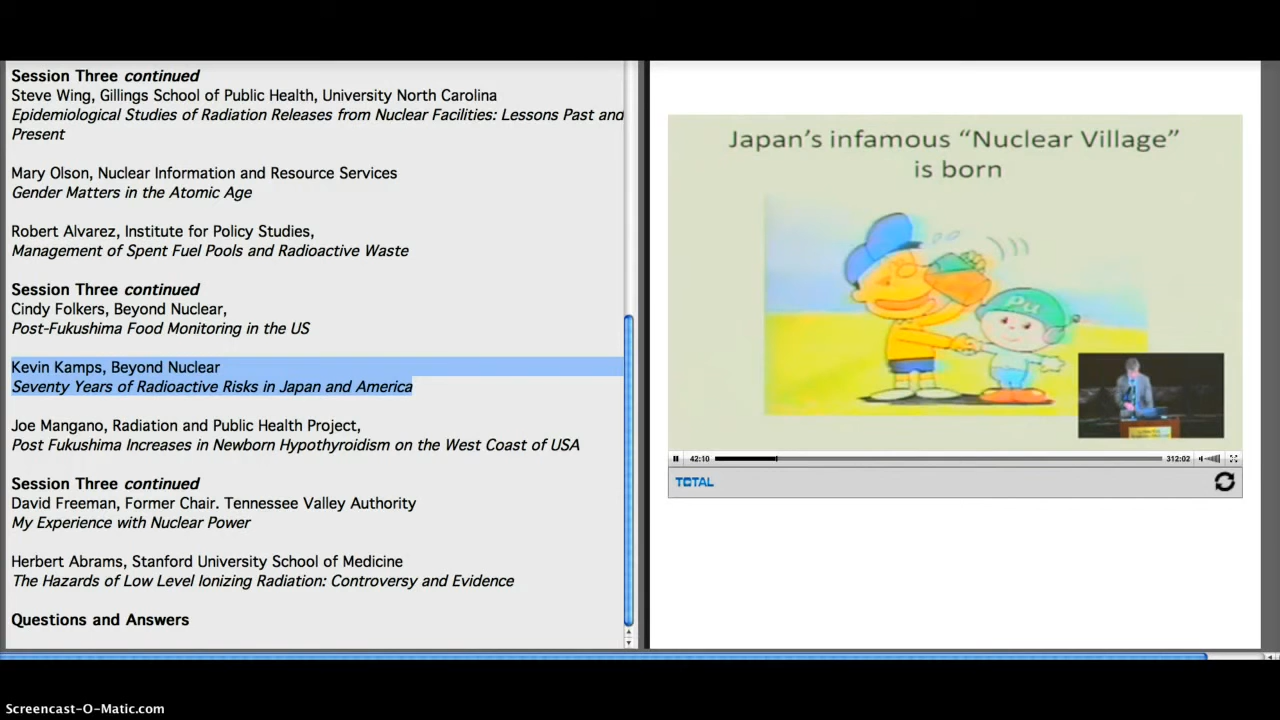 Session Three continued
Steve Wing, Gillings School of Public Health, University North Carolina
Epidemiological Studies of Radiation Releases from Nuclear Facilities: Lessons Past and
Present
Mary Olson, Nuclear Information and Resource Services
Gender Matters in the Atomic Age
Robert Alvarez, Institute for Policy Studies,
Management of Spent Fuel Pools and Radioactive Waste
Session Three continued
Cindy Folkers, Beyond Nuclear,
Post-Fukushima Food Monitoring in the US
Kevin Kamps, Beyond Nuclear
Seventy Years of Radioactive Risks in Japan and America
Joe Mangano, Radiation and Public Health Project,
Post Fukushima Increases in Newborn Hypothyroidism on the West Coast of USA
Session Three continued
David Freeman, Former Chair. Tennessee Valley Authority
My Experience with Nuclear Power
Herbert Abrams, Stanford University School of Medicine
The Hazards of Low Level Ionizing Radiation: Controversy and Evidence
Questions and Answers
Japan's infamous “Nuclear Village”
is born
Pu
42:10
312:02
TOTAL
Screencast-O-Matic.com